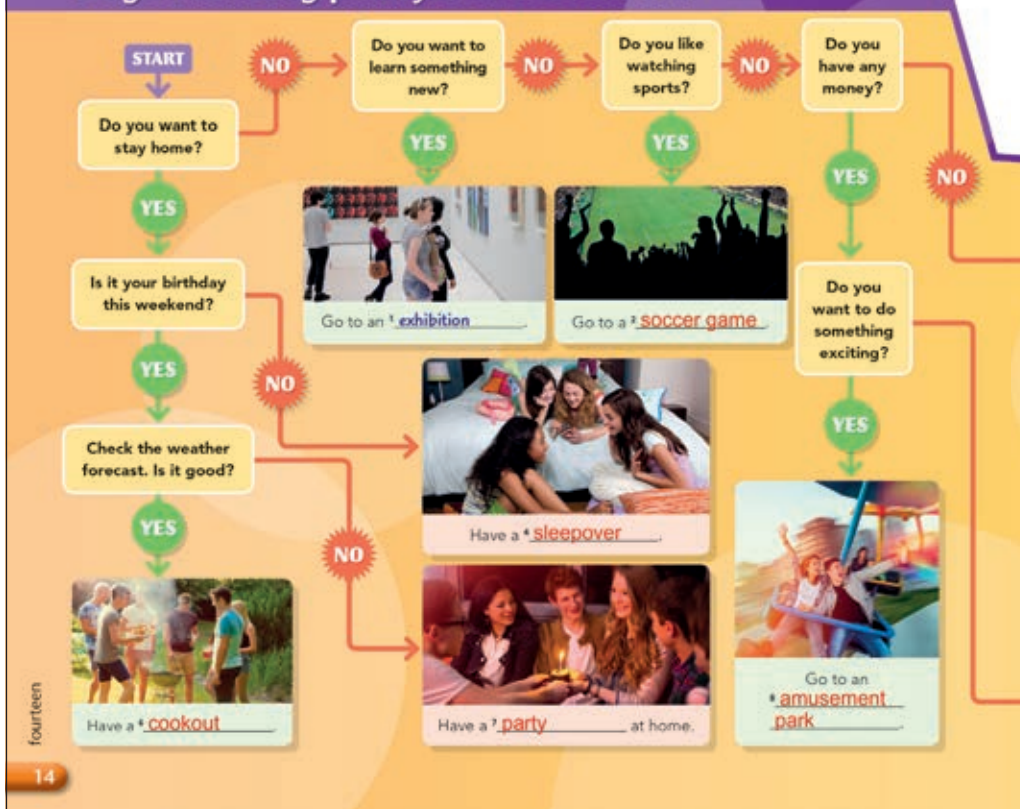 START
Do you want to
stay home?
NO
Do you want to
learn something
new?
NO
Do you like
watching
sports?
NO
Do you
have any
money?
NO
YES
YES
YES
YES
Go to an ¹ exhibition.
Go to a ² soccer game.
Is it your birthday
this weekend?
Do you
want to do
something
exciting?
YES
NO
YES
Check the weather
forecast. Is it good?
Have a ⁴ sleepover.
YES
NO
Have a ⁶ cookout.
Have a ⁷ party at home.
Go to an
⁸ amusement
park.
fourteen
14